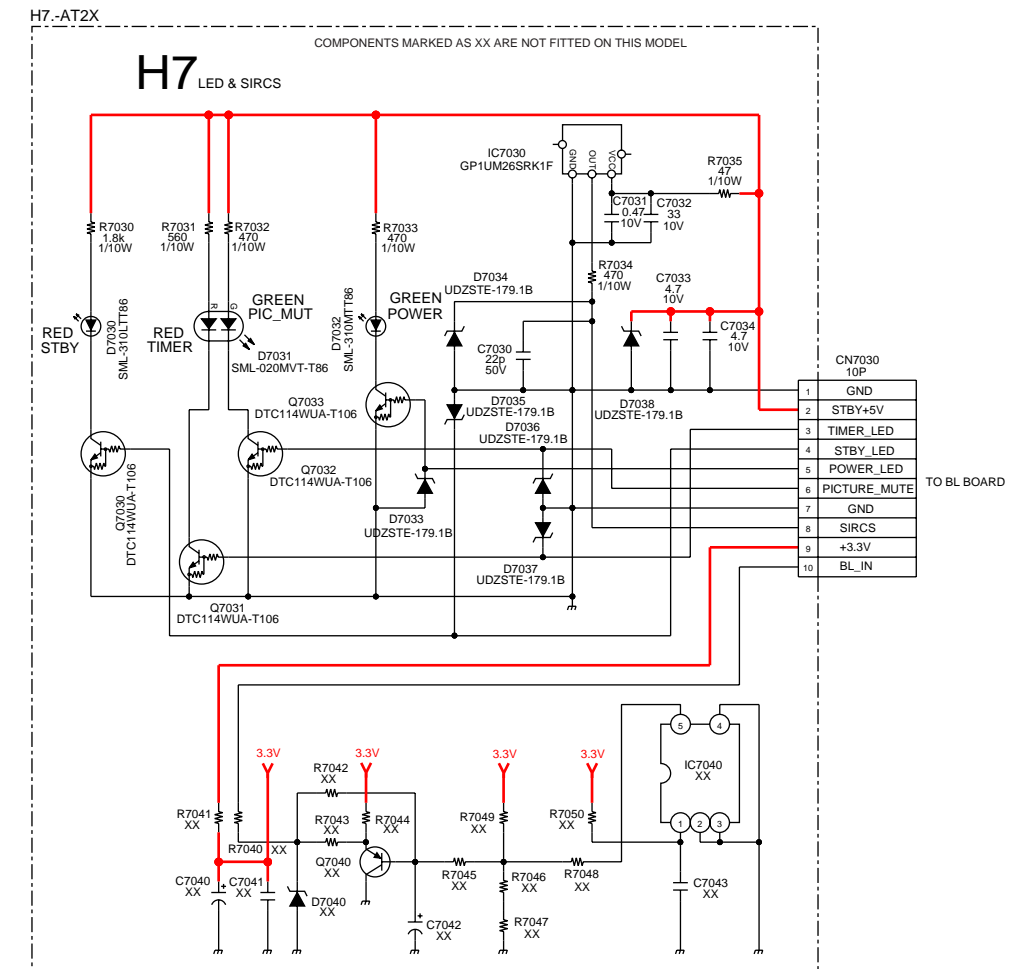 H7.-AT2X
COMPONENTS MARKED AS XX ARE NOT FITTED ON THIS MODEL
H7 LED & SIRCS
IC7030
GP1UM26SRK1F
GND
OUT
VCC
R7035
47
1/10W
C7031
0.47
10V
C7032
33
10V
R7030
1.8k
1/10W
R7031
560
1/10W
R7032
470
1/10W
R7033
470
1/10W
R7034
470
1/10W
D7034
UDZSTE-179.1B
C7033
4.7
10V
C7034
4.7
10V
RED
STBY
D7030
SML-310LTT86
RED
TIMER
R
G
GREEN
PIC_MUT
D7031
SML-020MVT-T86
D7032
SML-310MTT86
GREEN
POWER
C7030
22p
50V
D7035
UDZSTE-179.1B
D7036
UDZSTE-179.1B
D7038
UDZSTE-179.1B
Q7033
DTC114WUA-T106
Q7032
DTC114WUA-T106
Q7030
DTC114WUA-T106
D7033
UDZSTE-179.1B
D7037
UDZSTE-179.1B
Q7031
DTC114WUA-T106
CN7030
10P
1 GND
2 STBY+5V
3 TIMER_LED
4 STBY_LED
5 POWER_LED
6 PICTURE_MUTE
7 GND
8 SIRCS
9 +3.3V
10 BL_IN
TO BL BOARD
3.3V
3.3V
3.3V
3.3V
R7041
XX
R7040 XX
R7042
XX
R7043
XX
R7044
XX
Q7040
XX
C7040
XX
C7041
XX
D7040
XX
C7042
XX
R7045
XX
R7049
XX
R7046
XX
R7047
XX
R7050
XX
R7048
XX
C7043
XX
IC7040
XX
5
4
1
2
3